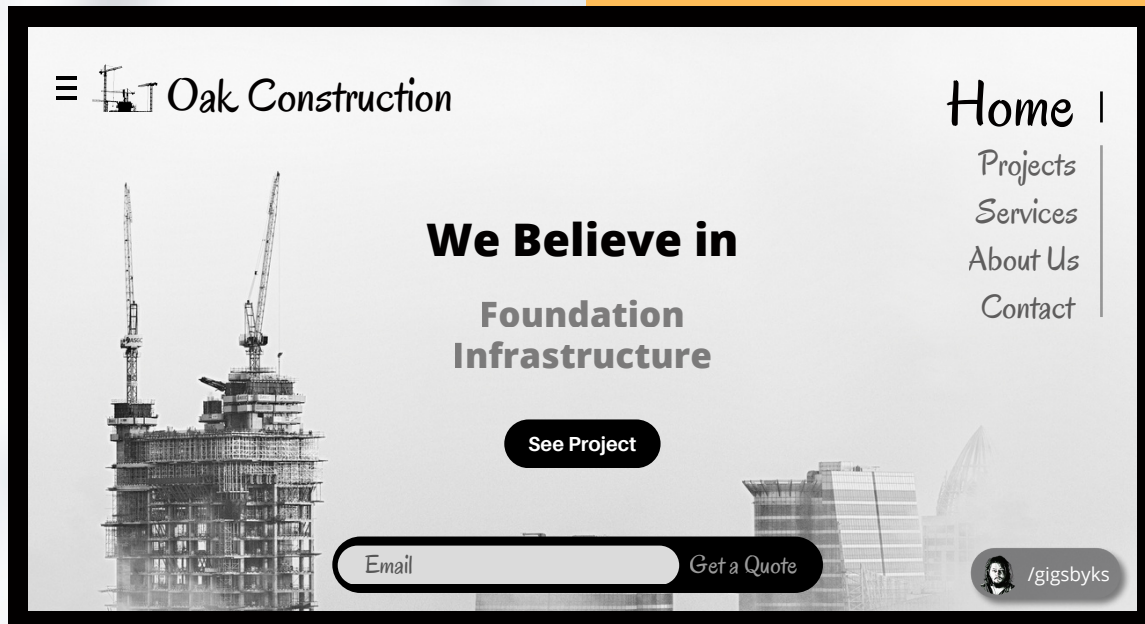 Oak Construction
Home
Projects
Services
About Us
Contact
We Believe in
Foundation
Infrastructure
See Project
Email
Get a Quote
/gigsbyks